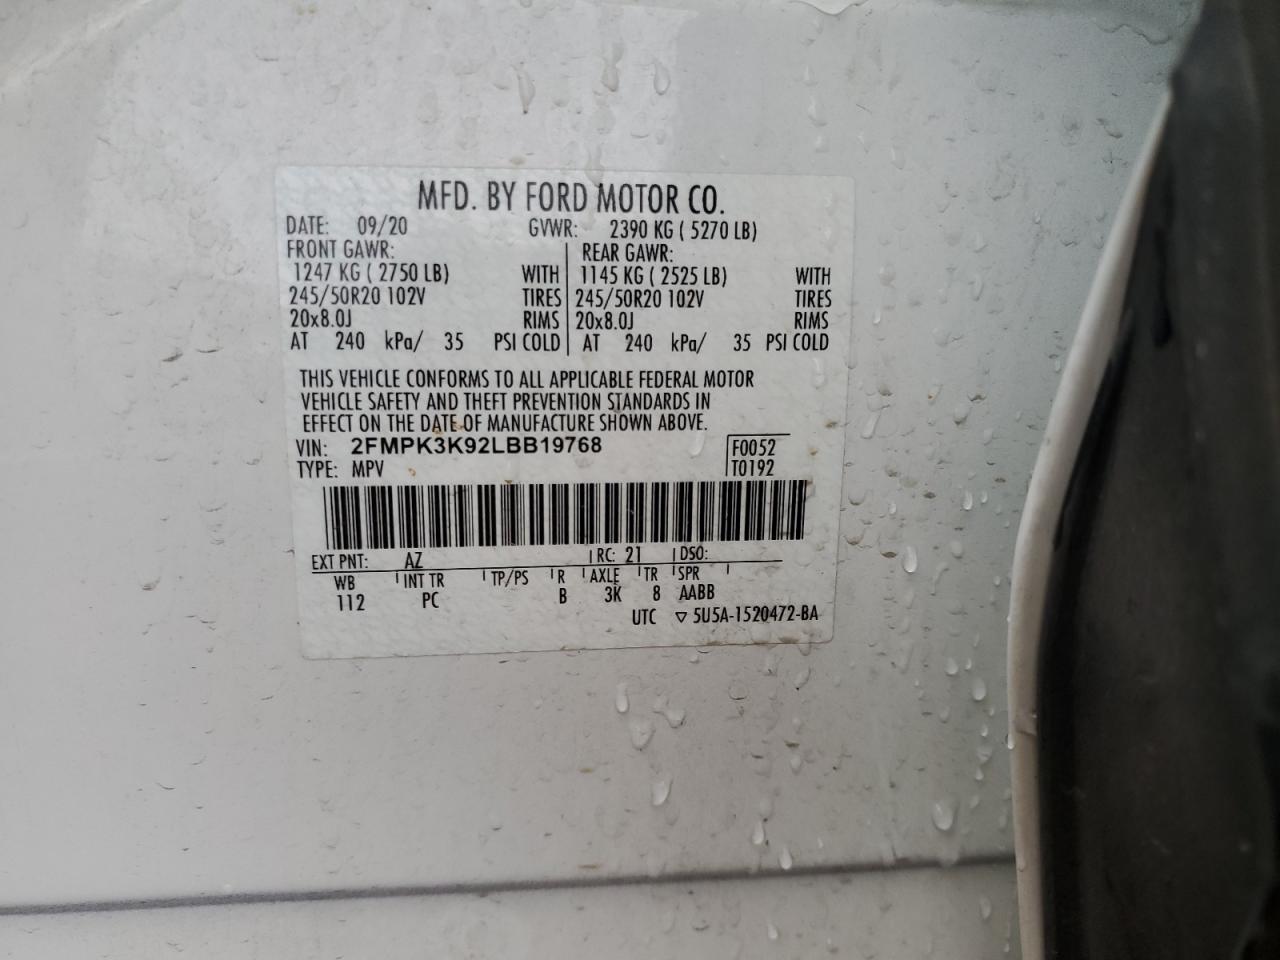 MFD. BY FORD MOTOR CO.
DATE: 09/20 GVWR: 2390 KG ( 5270 LB)
FRONT GAWR: REAR GAWR:
1247 KG ( 2750 LB) WITH 1145 KG ( 2525 LB) WITH
245/50R20 102V TIRES 245/50R20 102V TIRES
20x8.0J RIMS 20x8.0J RIMS
AT 240 kPa/ 35 PSI COLD AT 240 kPa/ 35 PSI COLD
THIS VEHICLE CONFORMS TO ALL APPLICABLE FEDERAL MOTOR
VEHICLE SAFETY AND THEFT PREVENTION STANDARDS IN
EFFECT ON THE DATE OF MANUFACTURE SHOWN ABOVE.
VIN: 2FMPK3K92LBB19768 F0052
TYPE: MPV T0192
EXT PNT: AZ RC: 21 DSO:
WB INT TR TP/PS R AXLE TR SPR
112 PC B 3K 8 AABB
UTC ▽ 5U5A-1520472-BA